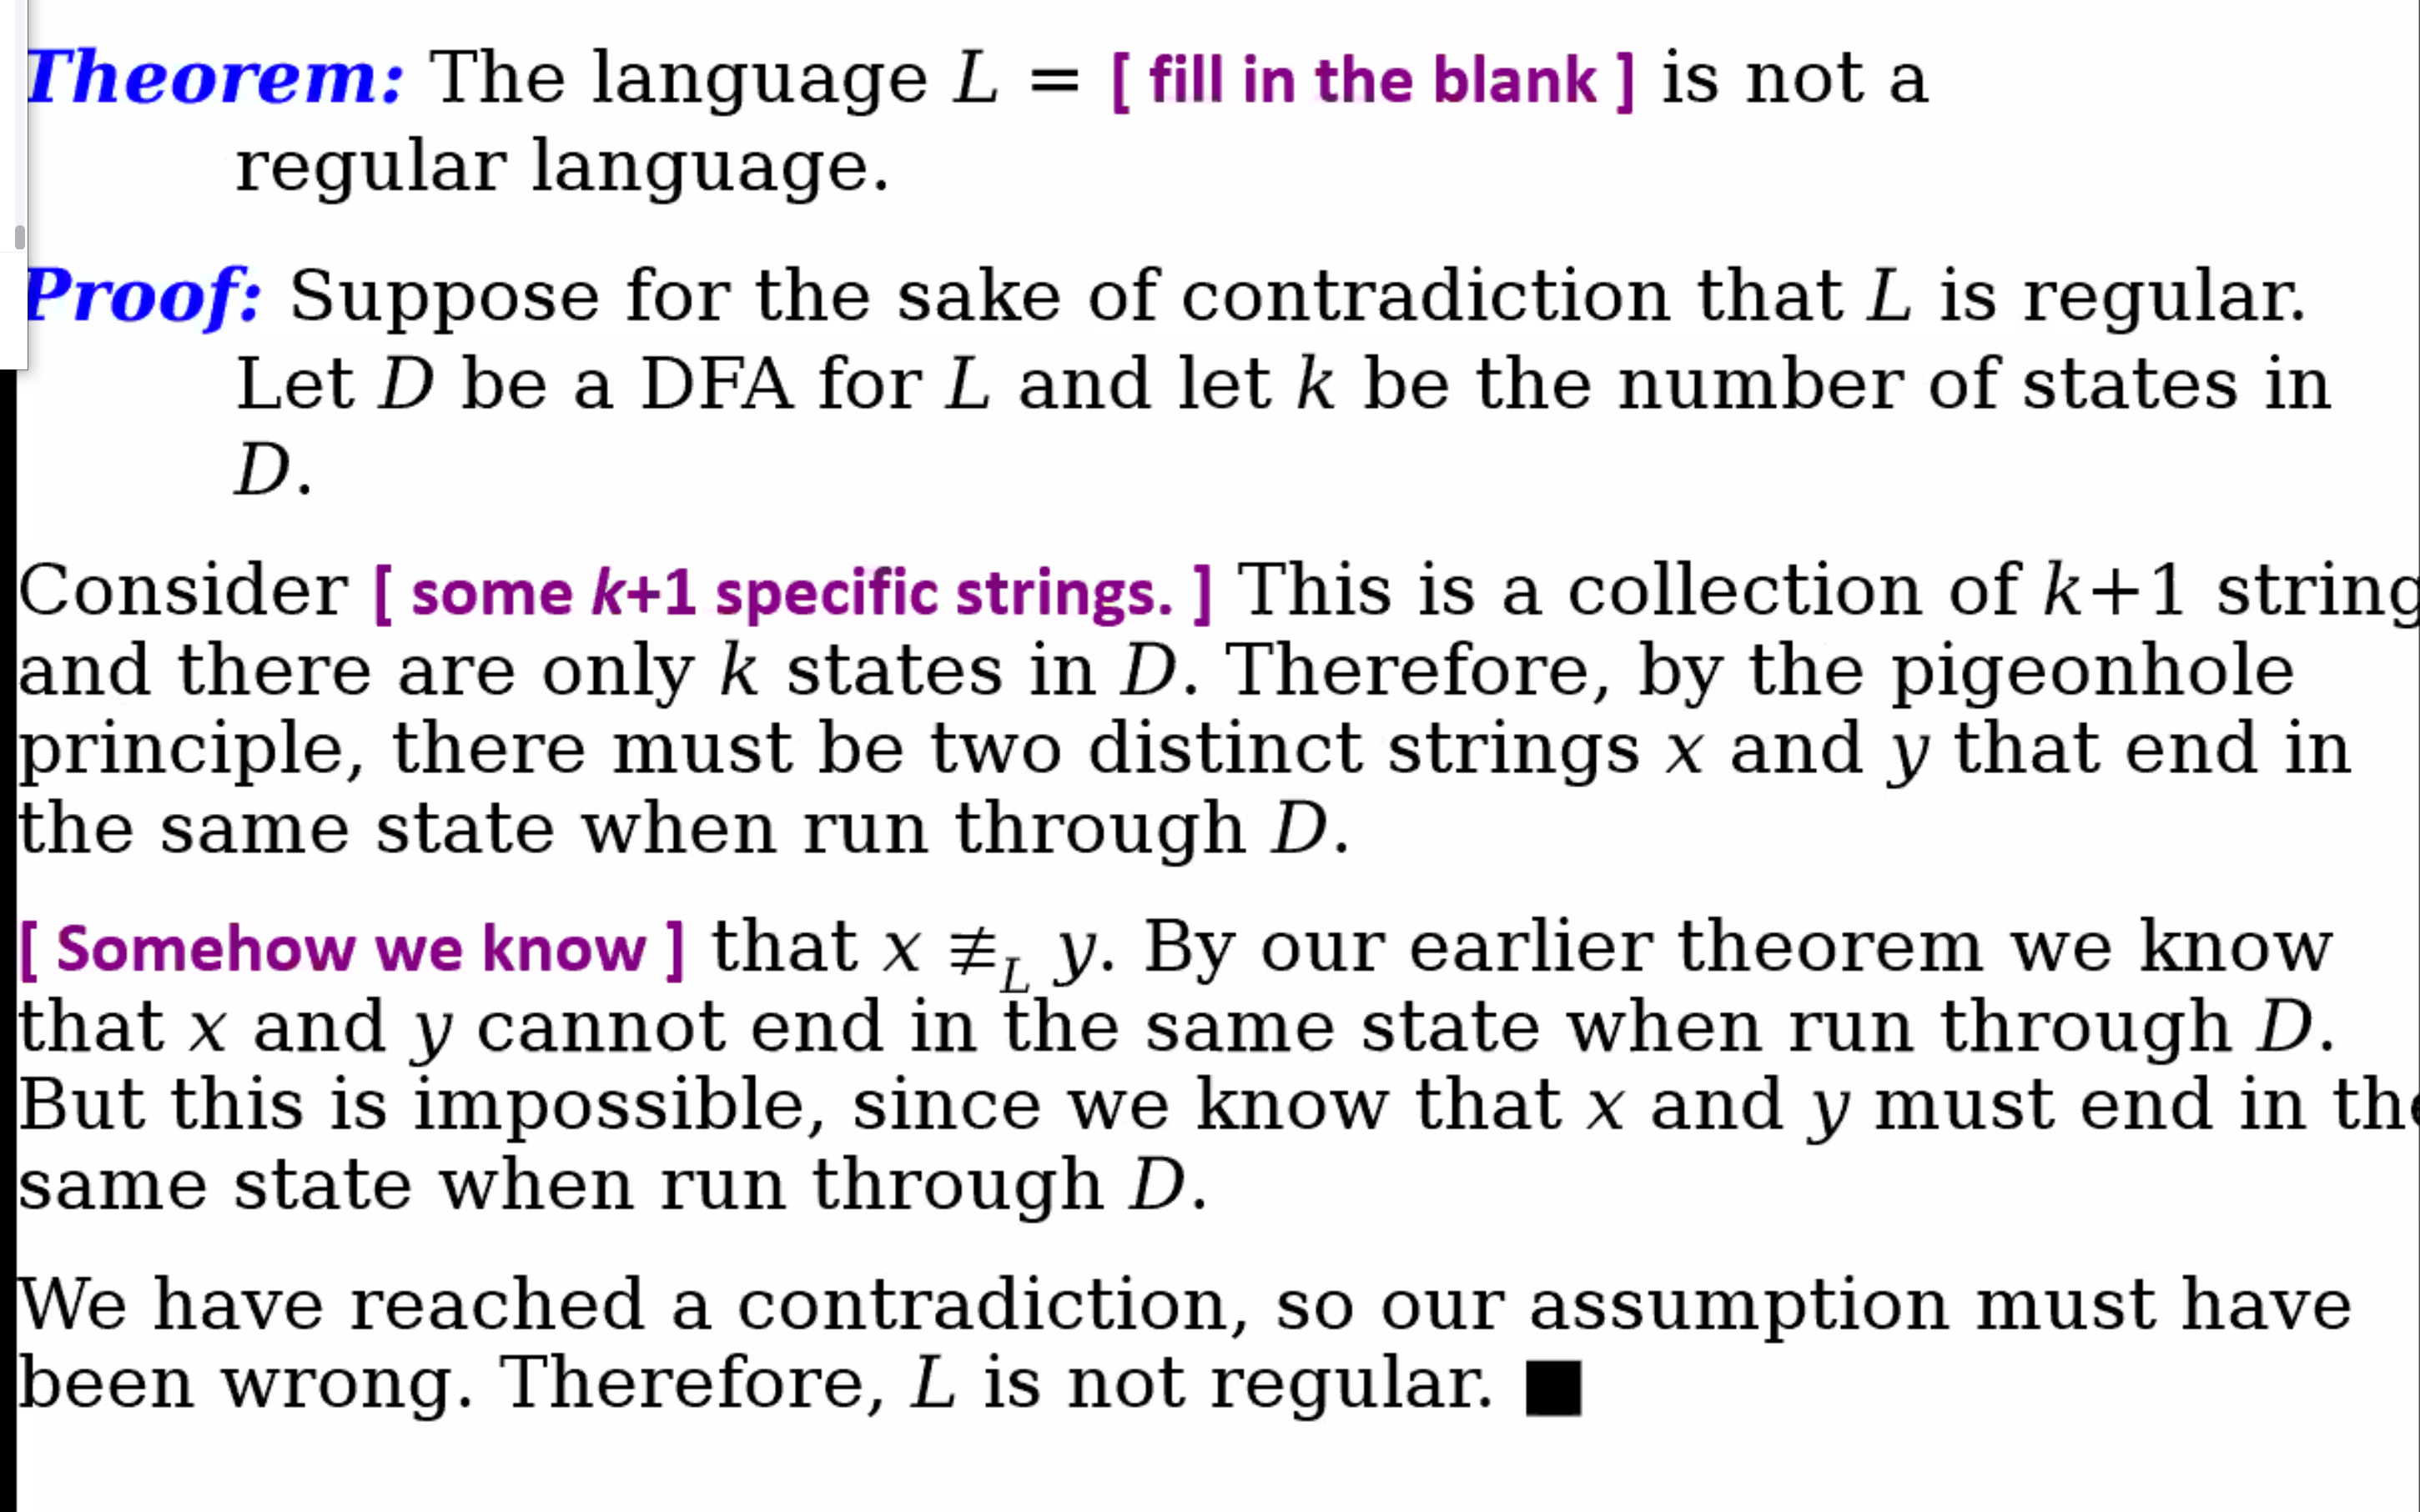 Theorem: The language L = [ fill in the blank ] is not a
regular language.
Proof: Suppose for the sake of contradiction that L is regular.
Let D be a DFA for L and let k be the number of states in
D.
Consider [ some k+1 specific strings. ] This is a collection of k+1 string
and there are only k states in D. Therefore, by the pigeonhole
principle, there must be two distinct strings x and y that end in
the same state when run through D.
[ Somehow we know ] that x ≢L y. By our earlier theorem we know
that x and y cannot end in the same state when run through D.
But this is impossible, since we know that x and y must end in the
same state when run through D.
We have reached a contradiction, so our assumption must have
been wrong. Therefore, L is not regular. ■